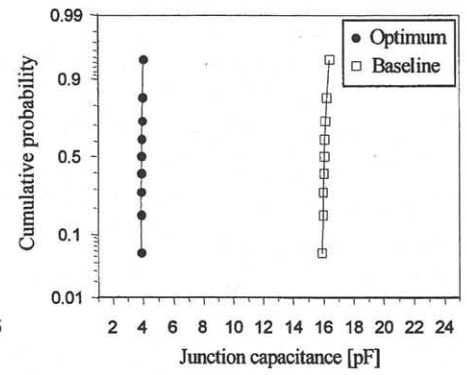 0.99
0.9
0.5
0.1
0.01
Cumulative probability
Optimum
Baseline
2 4 6 8 10 12 14 16 18 20 22 24
Junction capacitance [pF]